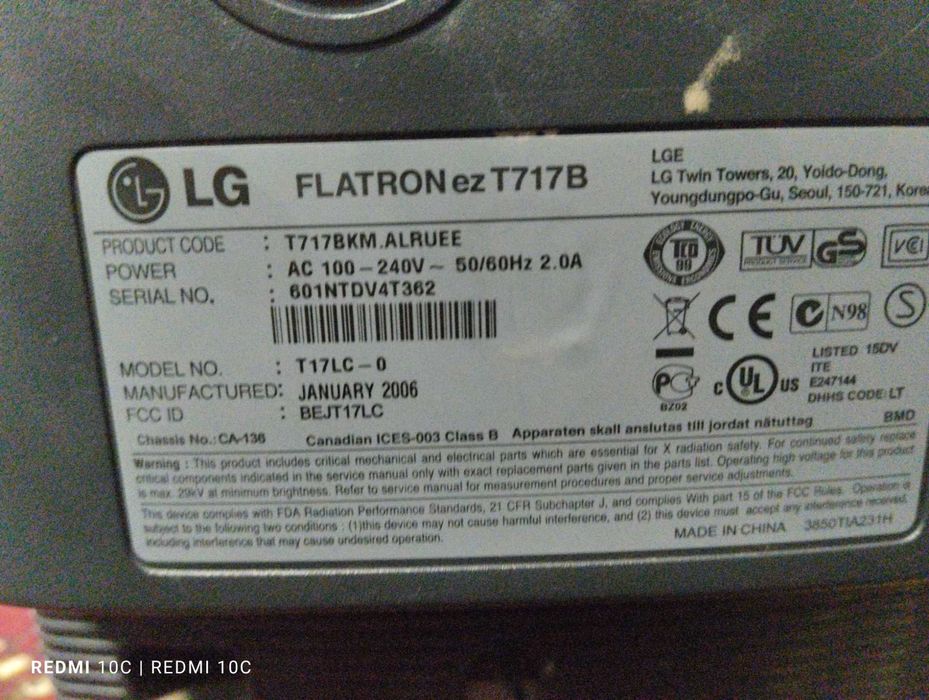 LG FLATRON ez T717B
LGE
LG Twin Towers, 20, Yoido-Dong,
Youngdungpo-Gu, Seoul, 150-721, Korea
PRODUCT CODE : T717BKM.ALRUEE
POWER : AC 100-240V~ 50/60Hz 2.0A
SERIAL NO. : 601NTDV4T362
TCO 99
TÜV
PRODUCT SERVICE
GS
VCCI
CE
N98
S
MODEL NO. : T17LC-0
MANUFACTURED: JANUARY 2006
FCC ID : BEJT17LC
BZ02
c UL US
LISTED 15DV
ITE
E247144
DHHS CODE: LT
BMD
Chassis No.: CA-136 Canadian ICES-003 Class B Apparaten skall anslutas till jordat nätuttag
Warning : This product includes critical mechanical and electrical parts which are essential for X radiation safety. For continued safety replace
critical components indicated in the service manual only with exact replacement parts given in the parts list. Operating high voltage for this product
is max. 29kV at minimum brightness. Refer to service manual for measurement procedures and proper service adjustments.
This device complies with FDA Radiation Performance Standards, 21 CFR Subchapter J, and complies With part 15 of the FCC Rules. Operation is
subject to the following two conditions : (1)this device may not cause harmful interference, and (2) this device must accept any interference received,
including interference that may cause undesired operation.
MADE IN CHINA 3850TIA231H
REDMI 10C | REDMI 10C